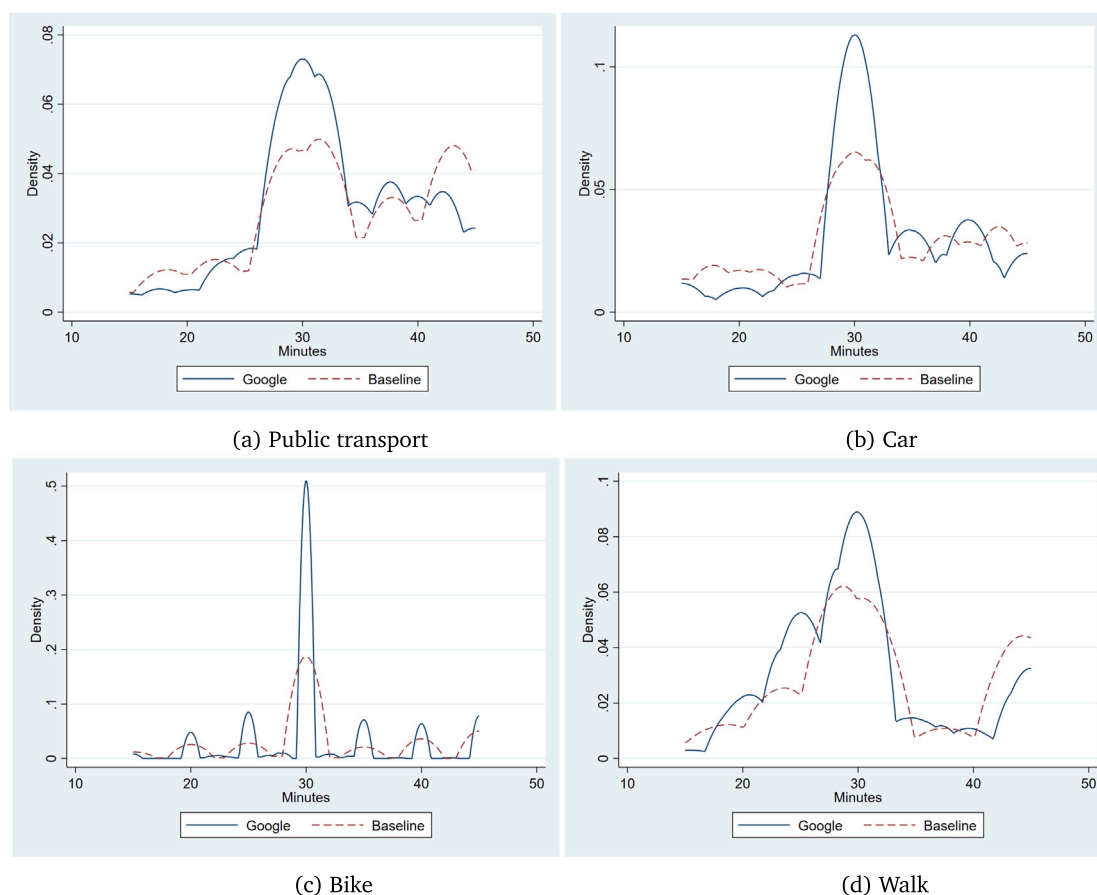 Density
.08
.06
.04
.02
0
10 20 30 40 50
Minutes
Google Baseline
(a) Public transport
Density
.1
.05
0
10 20 30 40 50
Minutes
Google Baseline
(b) Car
Density
.5
.4
.3
.2
.1
0
10 20 30 40 50
Minutes
Google Baseline
(c) Bike
Density
.1
.08
.06
.04
.02
0
10 20 30 40 50
Minutes
Google Baseline
(d) Walk